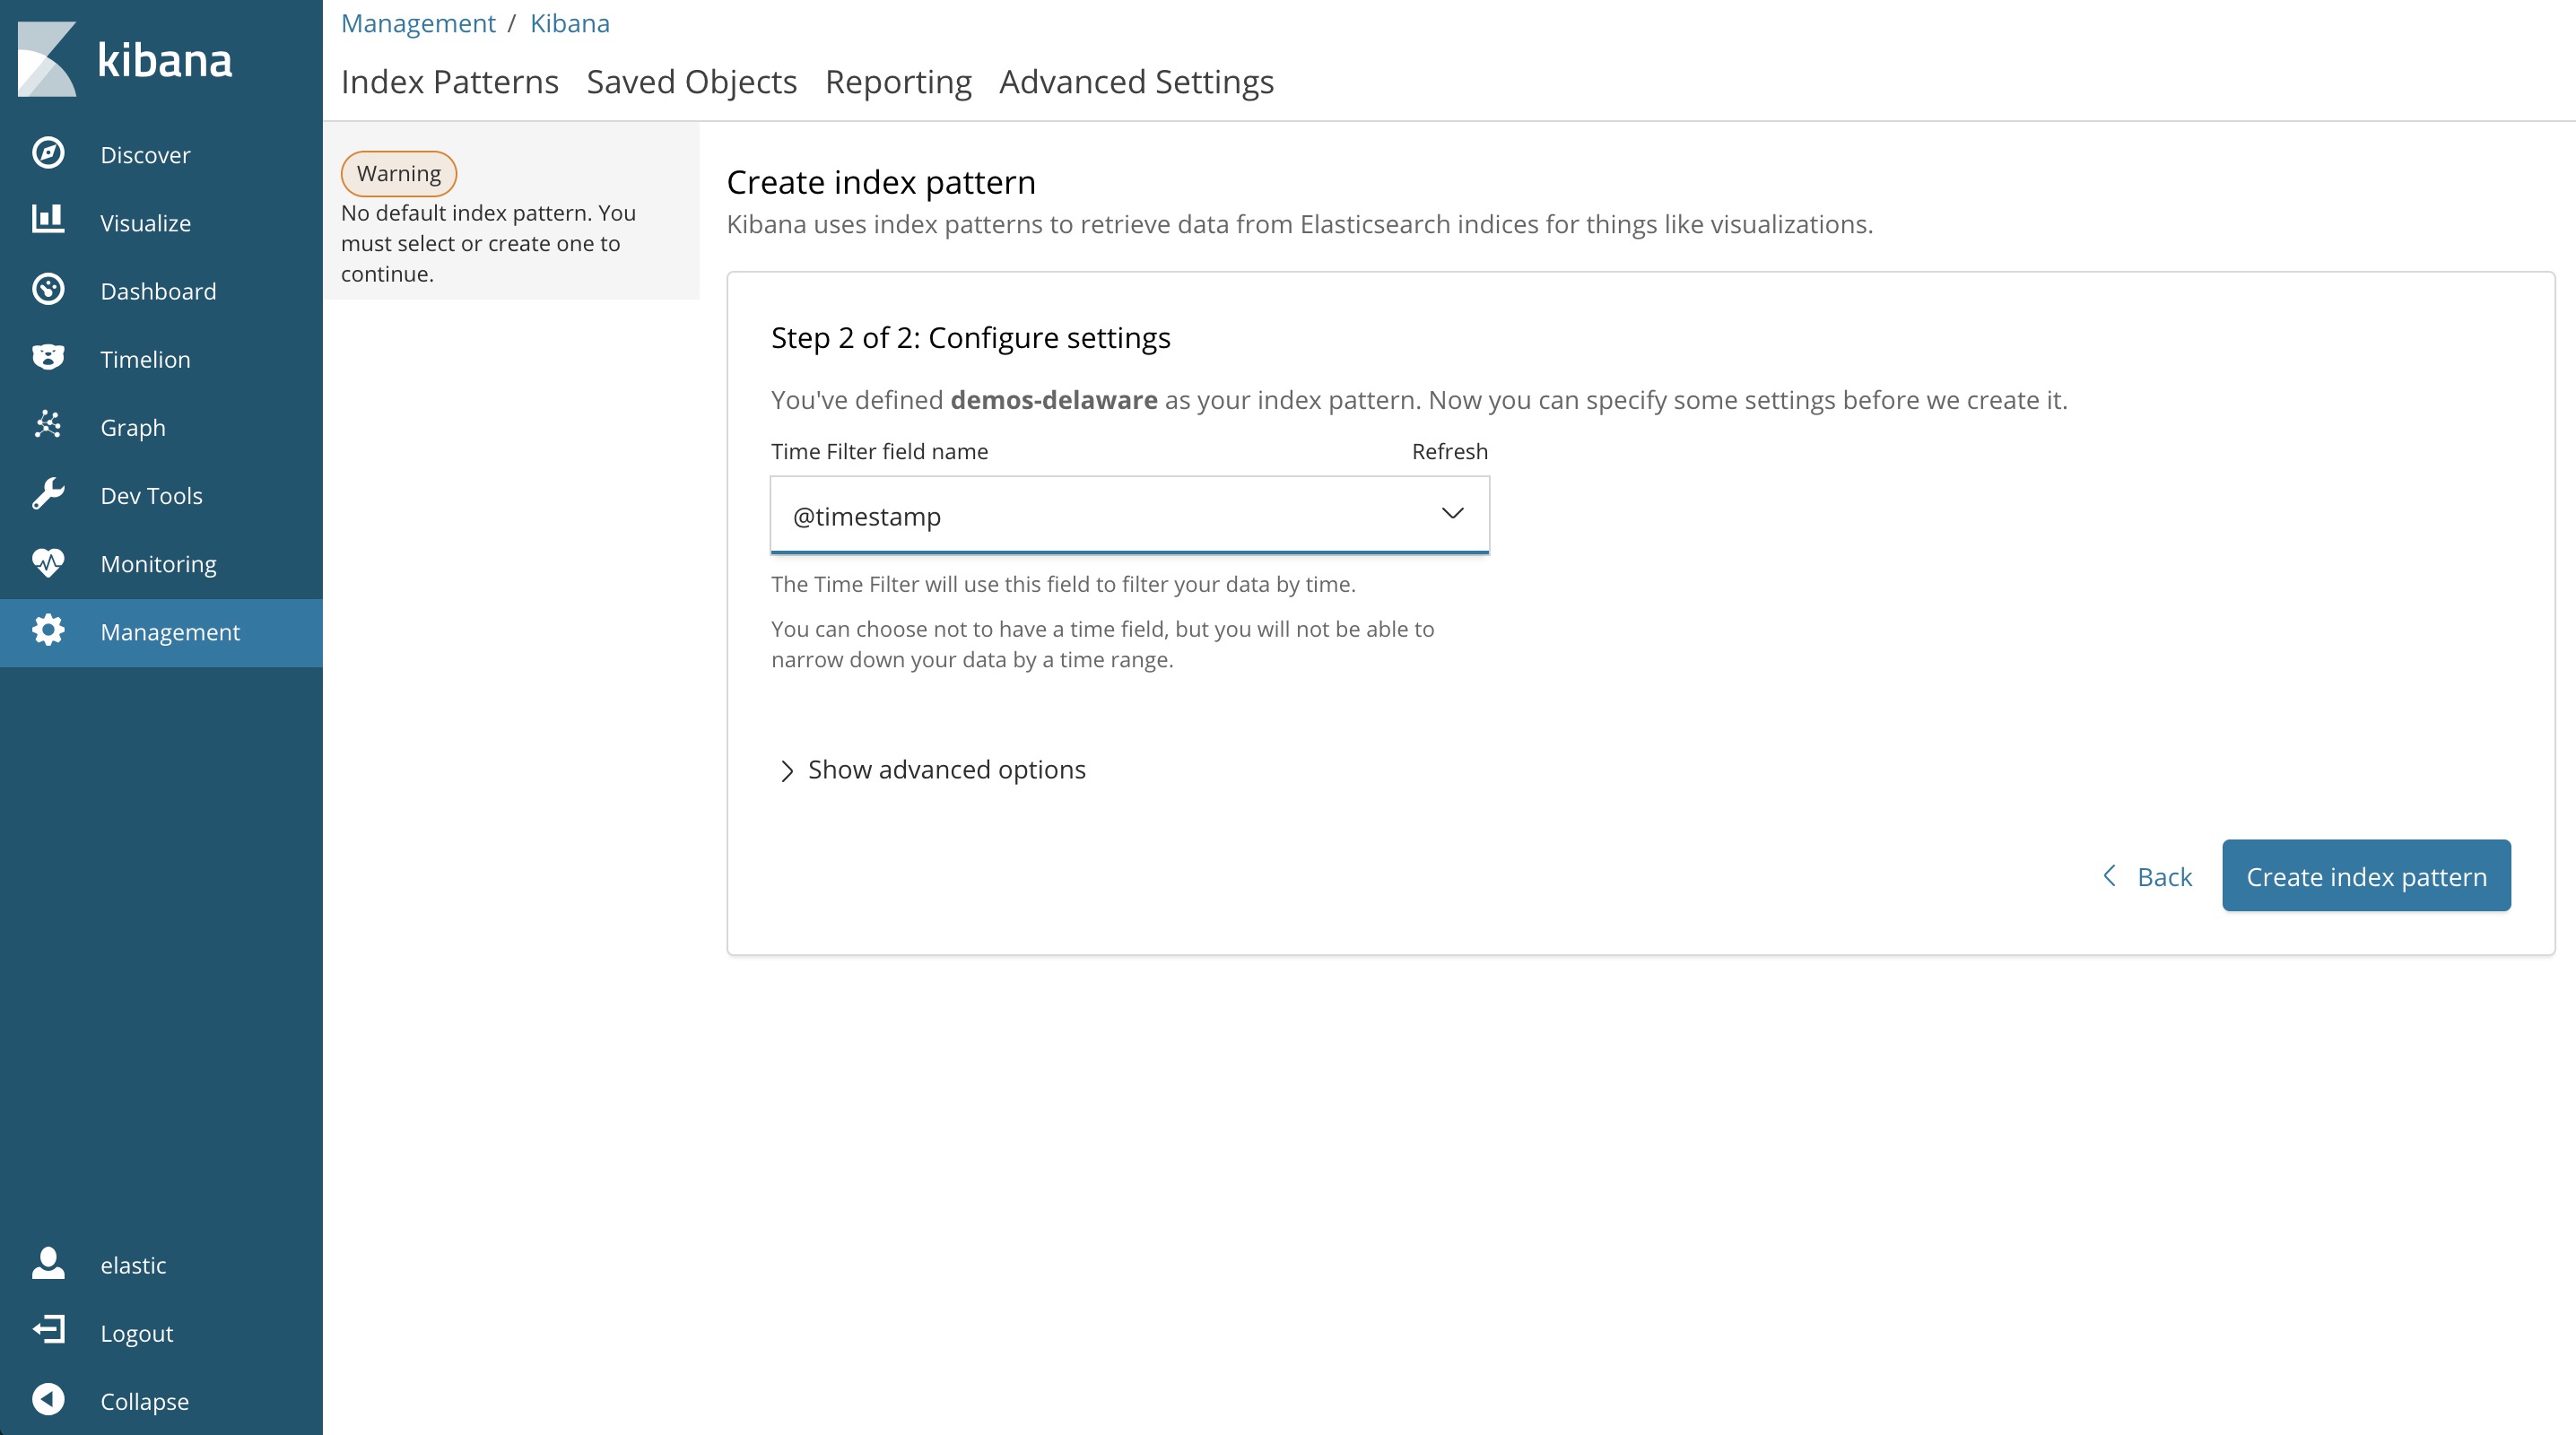 kibana
Discover
Visualize
Dashboard
Timelion
Graph
Dev Tools
Monitoring
Management
elastic
Logout
Collapse
Management / Kibana
Index Patterns Saved Objects Reporting Advanced Settings
Warning
No default index pattern. You
must select or create one to
continue.
Create index pattern
Kibana uses index patterns to retrieve data from Elasticsearch indices for things like visualizations.
Step 2 of 2: Configure settings
You've defined demos-delaware as your index pattern. Now you can specify some settings before we create it.
Time Filter field name Refresh
@timestamp
The Time Filter will use this field to filter your data by time.
You can choose not to have a time field, but you will not be able to
narrow down your data by a time range.
Show advanced options
Back Create index pattern